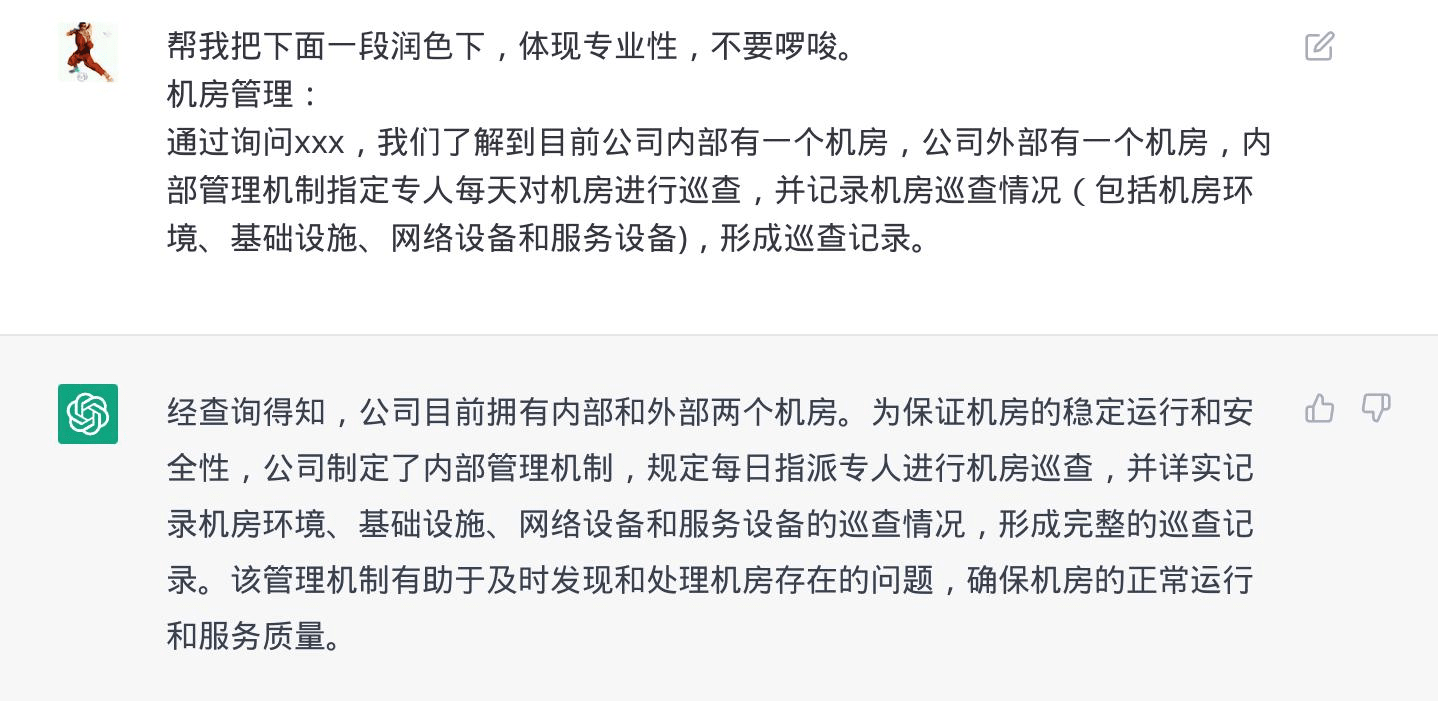 帮我把下面一段润色下，体现专业性，不要啰唆。
机房管理：
通过询问xxx，我们了解到目前公司内部有一个机房，公司外部有一个机房，内
部管理机制指定专人每天对机房进行巡查，并记录机房巡查情况（包括机房环
境、基础设施、网络设备和服务设备)，形成巡查记录。
经查询得知，公司目前拥有内部和外部两个机房。为保证机房的稳定运行和安
全性，公司制定了内部管理机制，规定每日指派专人进行机房巡查，并详实记
录机房环境、基础设施、网络设备和服务设备的巡查情况，形成完整的巡查记
录。该管理机制有助于及时发现和处理机房存在的问题，确保机房的正常运行
和服务质量。